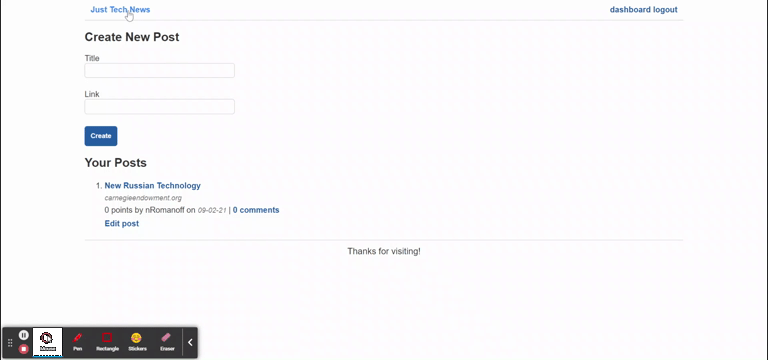 Just Tech News
dashboard logout
Create New Post
Title
Link
Create
Your Posts
1. New Russian Technology
carnegieendowment.org
0 points by nRomanoff on 09-02-21 | 0 comments
Edit post
Thanks for visiting!
Mouse Pen Rectangle Stickers Eraser